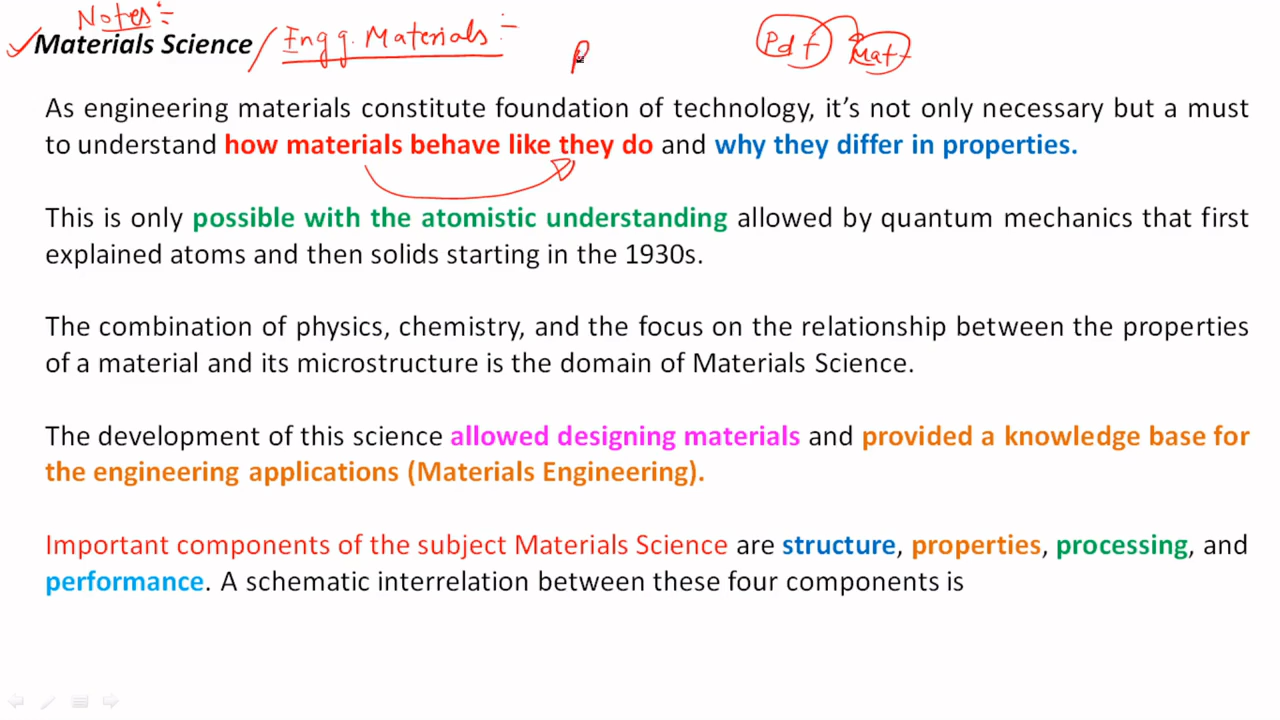 Notes:-
Materials Science / Engg. Materials :-
P
Pdf Mat
As engineering materials constitute foundation of technology, it's not only necessary but a must
to understand how materials behave like they do and why they differ in properties.
This is only possible with the atomistic understanding allowed by quantum mechanics that first
explained atoms and then solids starting in the 1930s.
The combination of physics, chemistry, and the focus on the relationship between the properties
of a material and its microstructure is the domain of Materials Science.
The development of this science allowed designing materials and provided a knowledge base for
the engineering applications (Materials Engineering).
Important components of the subject Materials Science are structure, properties, processing, and
performance. A schematic interrelation between these four components is